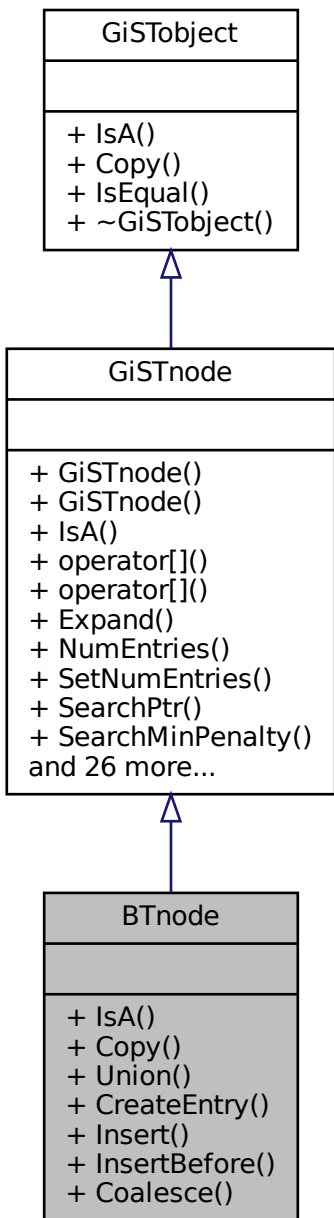 GiSTobject
+ IsA()
+ Copy()
+ IsEqual()
+ ~GiSTobject()
GiSTnode
+ GiSTnode()
+ GiSTnode()
+ IsA()
+ operator[]()
+ operator[]()
+ Expand()
+ NumEntries()
+ SetNumEntries()
+ SearchPtr()
+ SearchMinPenalty()
and 26 more...
BTnode
+ IsA()
+ Copy()
+ Union()
+ CreateEntry()
+ Insert()
+ InsertBefore()
+ Coalesce()